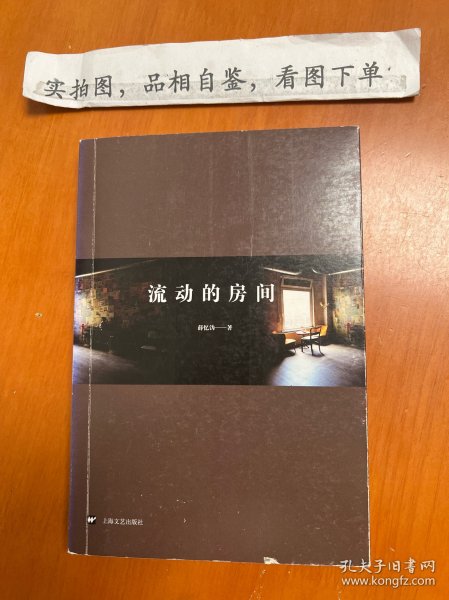 实拍图，品相自鉴，看图下单
流动的房间
薛忆沩——著
上海文艺出版社
孔夫子旧书网
www.kongfz.com